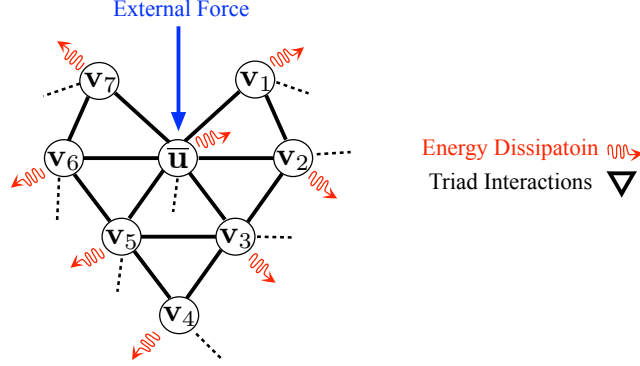 External Force
v7
v1
v6
ū
v2
Energy Dissipatoin
Triad Interactions
v5
v3
v4